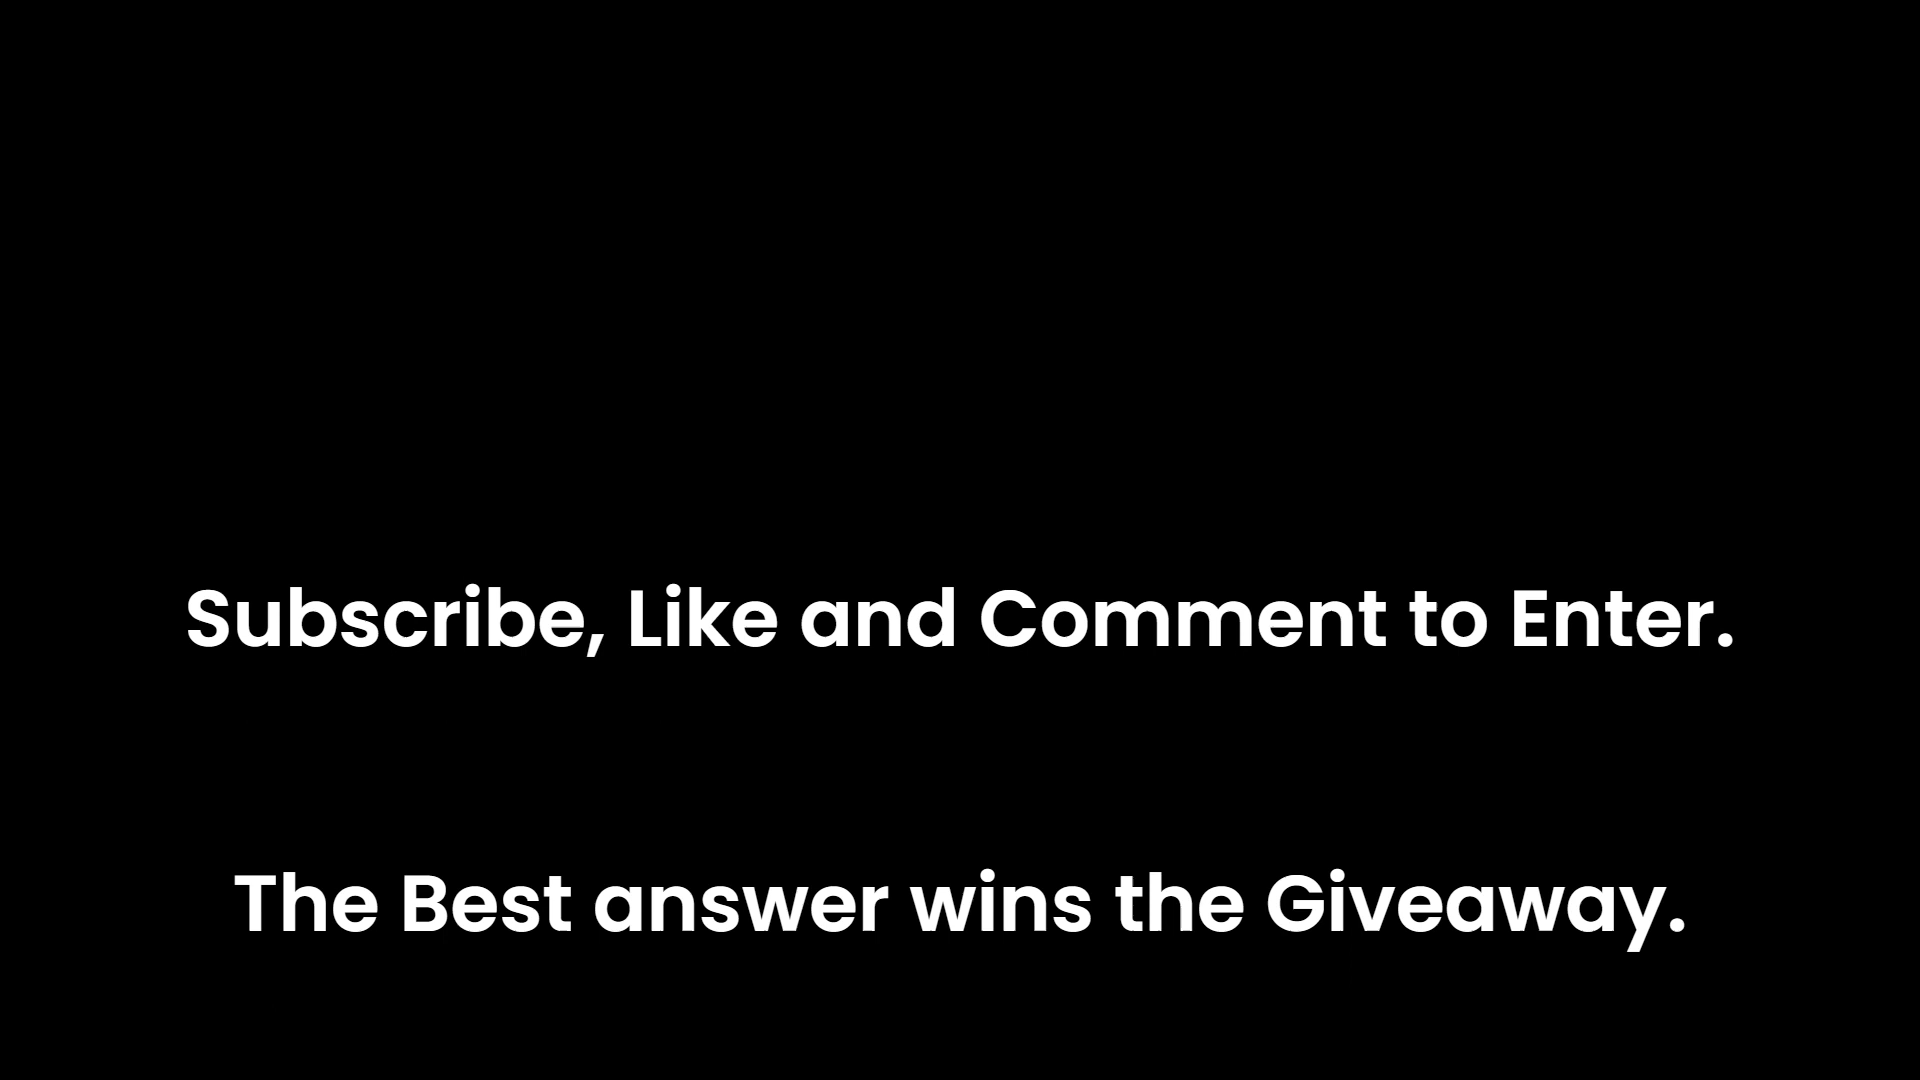 Subscribe, Like and Comment to Enter.
The Best answer wins the Giveaway.